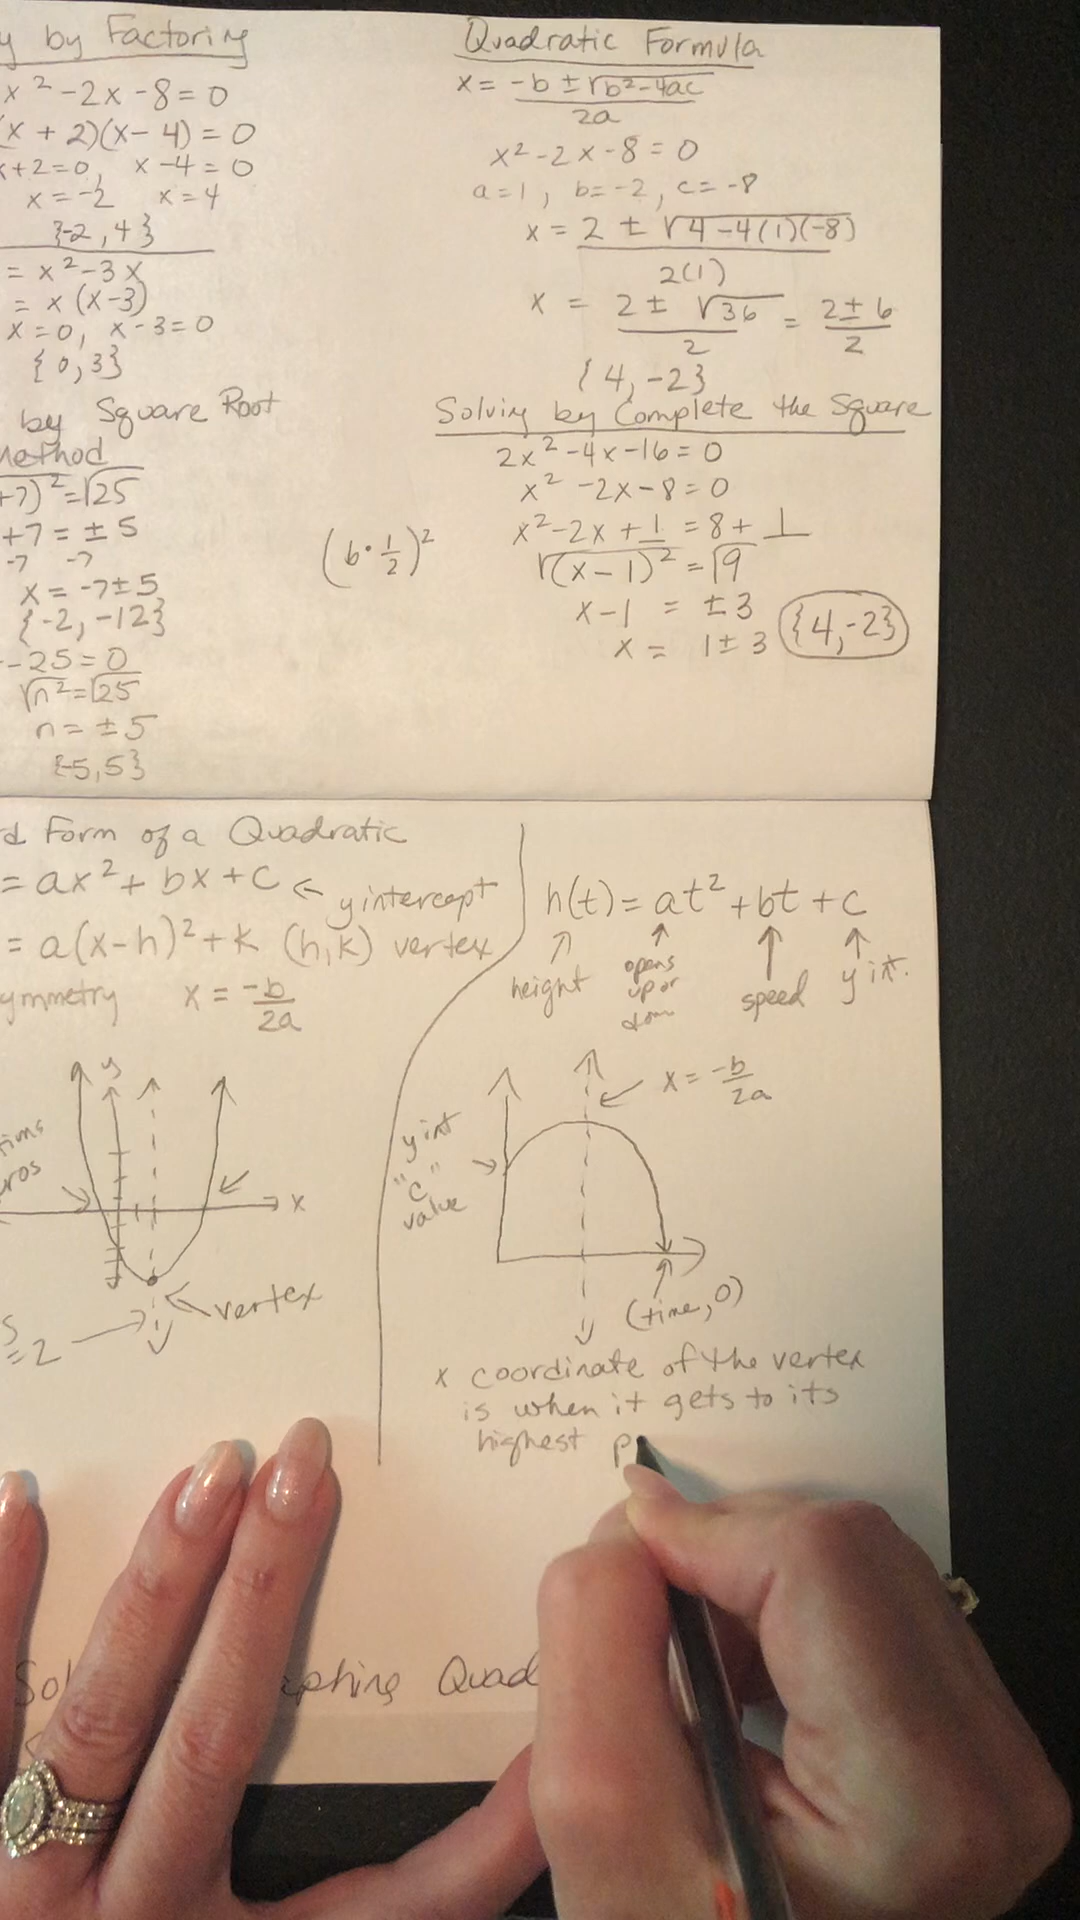 y by Factoring
x² -2x -8 = 0
(x + 2)(x - 4) = 0
x+2=0, x-4=0
x=-2 x=4
{-2, 4}
= x² -3x
= x(x-3)
x=0, x-3=0
{0, 3}
by Square Root
Method
+7)² = √25
+7 = ± 5
-7 -7
x = -7±5
{-2, -12}
-25 = 0
√n² = √25
n = ± 5
{-5, 5}
Quadratic Formula
x = -b ± √b²-4ac
2a
x² -2x -8 = 0
a=1, b=-2, c=-8
x = 2 ± √4-4(1)(-8)
2(1)
x = 2 ± √36 = 2±6
2 2
{4, -2}
Solviy by Complete the Square
2x² -4x -16 = 0
x² -2x -8 = 0
x² -2x +1 = 8 + 1
(b·½)²
√(x-1)² = √9
x-1 = ±3
x = 1±3 {4,-2}
rd Form of a Quadratic
= ax² + bx + c ← y intercept
= a(x-h)² + k (h,k) vertex
ymmetry x = -b
2a
y
tions
ros
x
vertex
s
=2
h(t) = at² + bt + c
height
opens
up or
down
speed
y int.
x = -b
2a
y int
"c"
value
(time, 0)
x coordinate of the vertex
is when it gets to its
highest p
Sol
aphing Quad